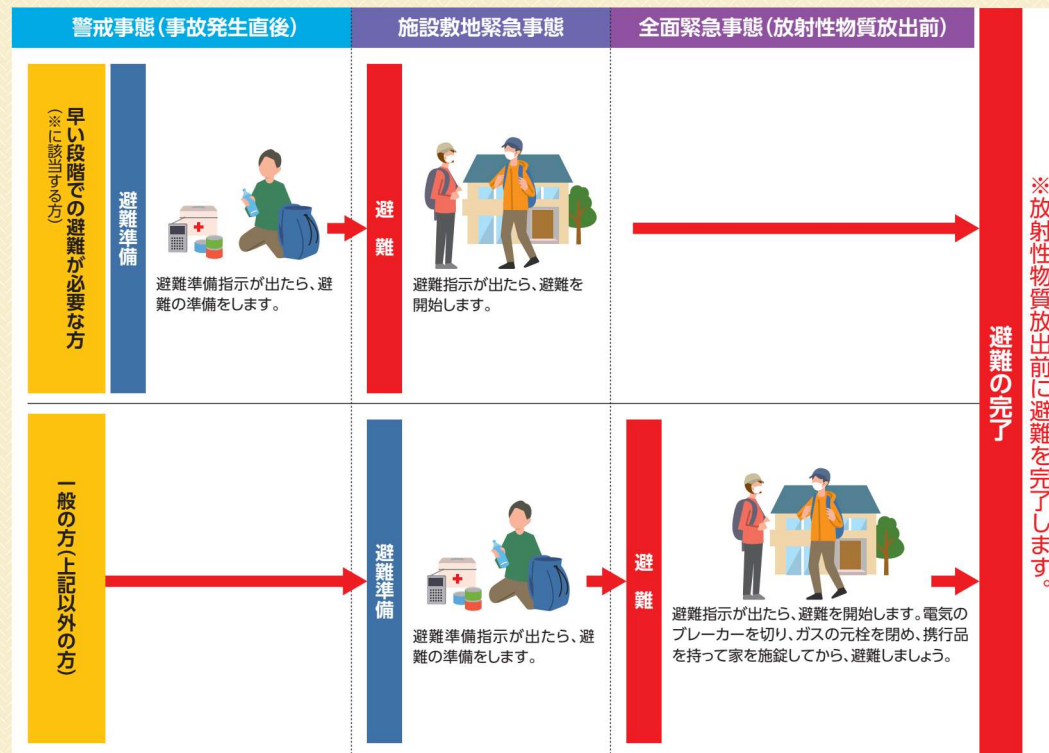 警戒事態(事故発生直後)
施設敷地緊急事態
全面緊急事態(放射性物質放出前)
早い段階での避難が必要な方
(※に該当する方)
避難準備
避難準備指示が出たら、避
難の準備をします。
避難
避難指示が出たら、避難を
開始します。
一般の方(上記以外の方)
避難準備
避難準備指示が出たら、避
難の準備をします。
避難
避難指示が出たら、避難を開始します。電気の
ブレーカーを切り、ガスの元栓を閉め、携行品
を持って家を施錠してから、避難しましょう。
避難の完了
※放射性物質放出前に避難を完了します。